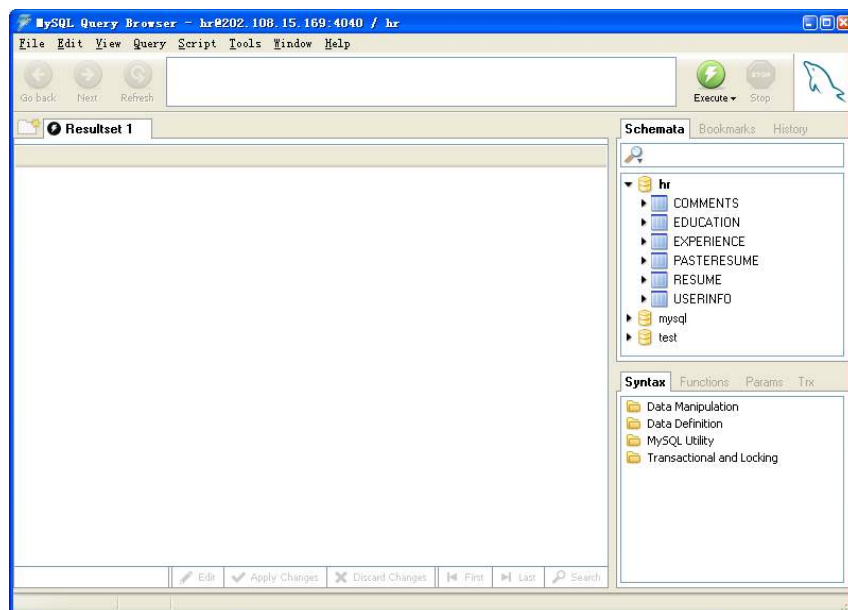 MySQL Query Browser - hr@202.108.15.169:4040 / hr
File Edit View Query Script Tools Window Help
Go back Next Refresh Execute Stop
STOP
Resultset 1
Schemata Bookmarks History
hr
COMMENTS
EDUCATION
EXPERIENCE
PASTERESUME
RESUME
USERINFO
mysql
test
Syntax Functions Params Trx
Data Manipulation
Data Definition
MySQL Utility
Transactional and Locking
Edit Apply Changes Discard Changes First Last Search